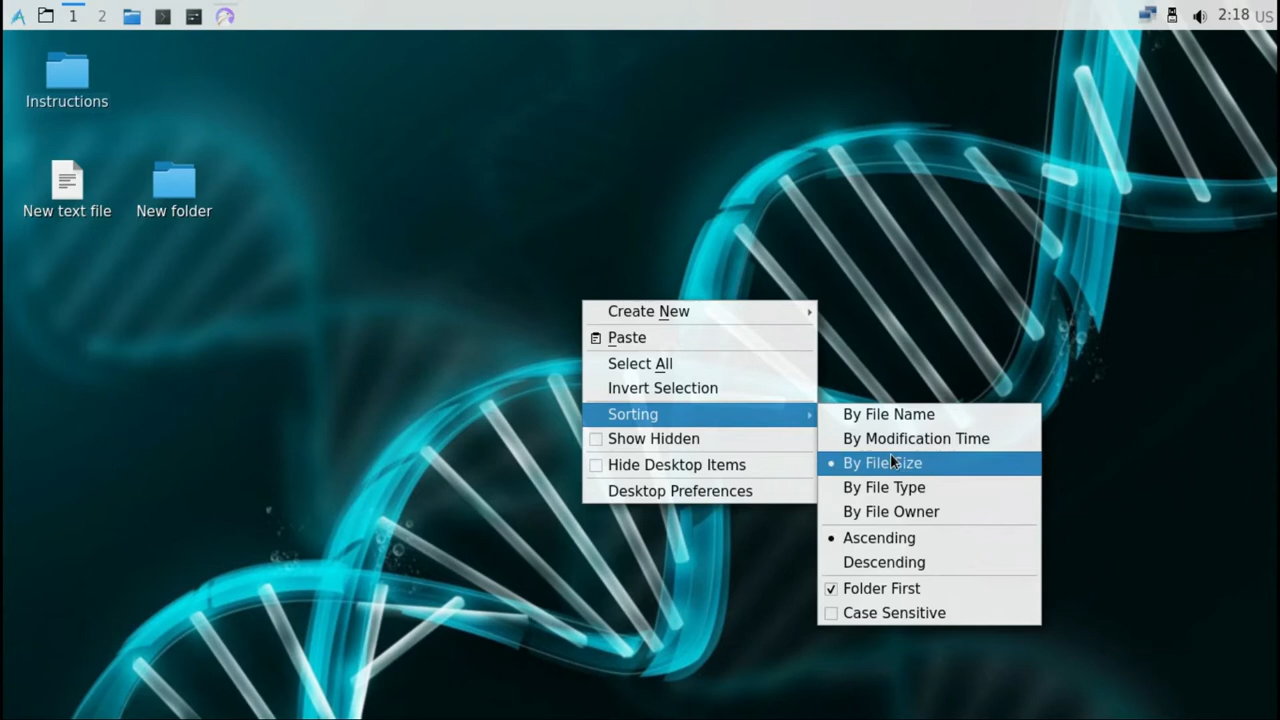 1 2 2:18 US
Instructions
New text file New folder
Create New
Paste
Select All
Invert Selection
Sorting
Show Hidden
Hide Desktop Items
Desktop Preferences
By File Name
By Modification Time
By File Size
By File Type
By File Owner
Ascending
Descending
Folder First
Case Sensitive